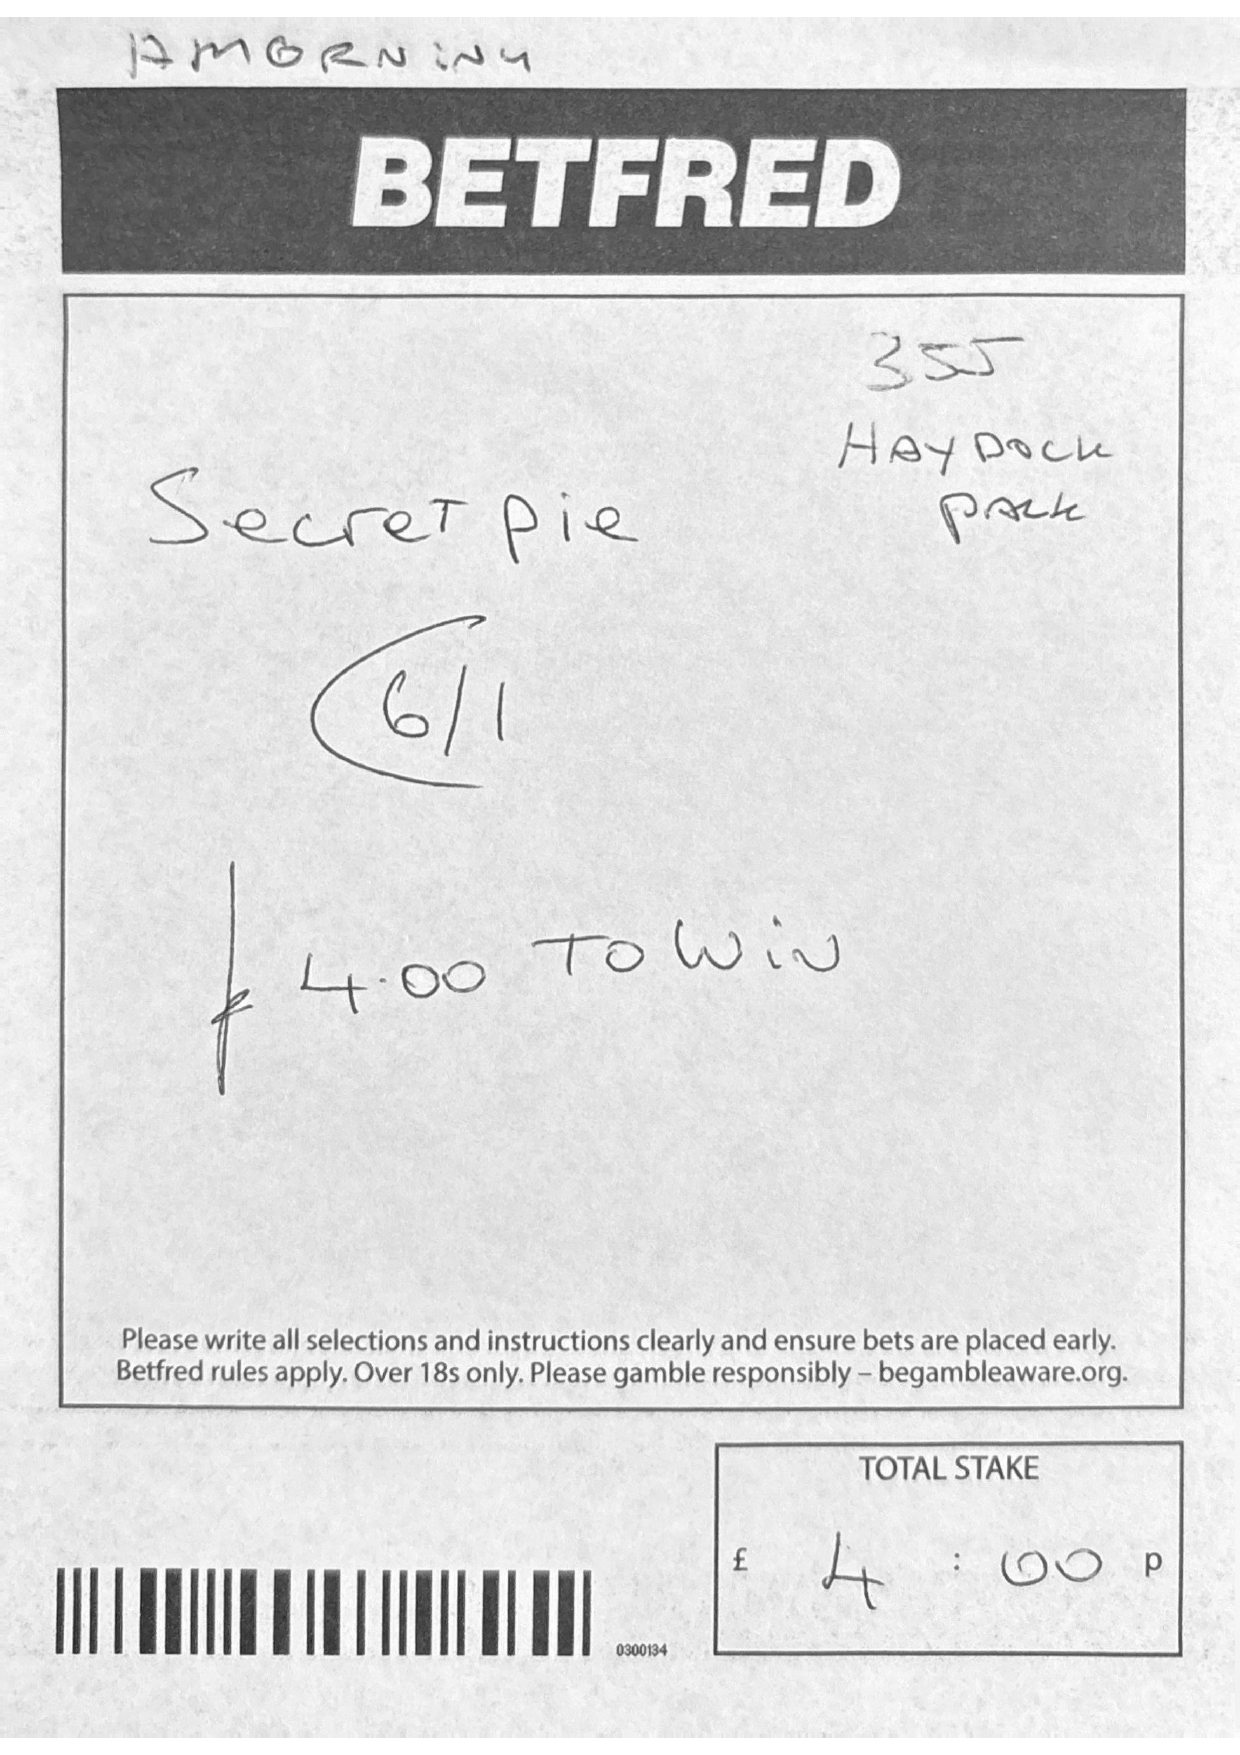 AMORNING
BETFRED
355
HAYDOCK
PARK
Secret pie
6/1
£ 4.00 TO WIN
Please write all selections and instructions clearly and ensure bets are placed early.
Betfred rules apply. Over 18s only. Please gamble responsibly – begambleaware.org.
TOTAL STAKE
£ 4 : 00 p
0300134